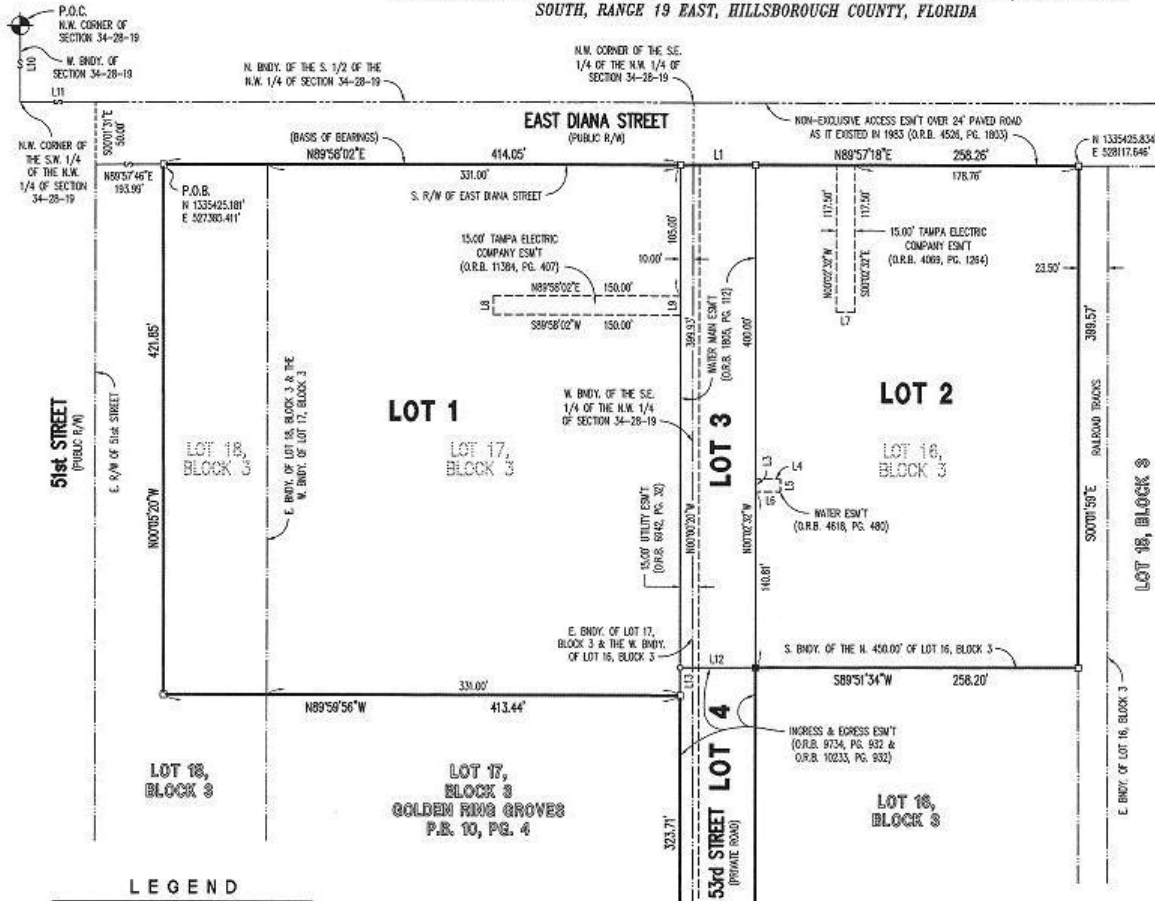 SOUTH, RANGE 19 EAST, HILLSBOROUGH COUNTY, FLORIDA
P.O.C.
N.W. CORNER OF
SECTION 34-28-19
W. BNDY. OF
SECTION 34-28-19
L10
L11
S
S
N. BNDY. OF THE S. 1/2 OF THE
N.W. 1/4 OF SECTION 34-28-19
N.W. CORNER OF THE S.E.
1/4 OF THE N.W. 1/4 OF
SECTION 34-28-19
EAST DIANA STREET
(PUBLIC R/W)
NON-EXCLUSIVE ACCESS ESM'T OVER 24' PAVED ROAD
AS IT EXISTED IN 1983 (O.R.B. 4526, PG. 1803)
N 1335425.834'
E 528117.646'
N.W. CORNER OF
THE S.W. 1/4
OF THE N.W.
1/4 OF SECTION
34-28-19
S00°01'31"E
50.00'
S
N89°57'46"E
193.99'
(BASIS OF BEARINGS)
N89°58'02"E 414.05'
331.00'
S. R/W OF EAST DIANA STREET
L1
N89°57'18"E 258.26'
178.76'
P.O.B.
N 1335425.181'
E 527385.411'
15.00' TAMPA ELECTRIC
COMPANY ESM'T
(O.R.B. 11384, PG. 407)
N89°58'02"E 150.00'
S89°58'02"W 150.00'
L8
L9
105.00'
10.00'
399.93'
WATER MAIN ESM'T
(O.R.B. 1805, PG. 112)
400.00'
117.50'
117.50'
N00°02'32"W
S00°02'32"E
L7
15.00' TAMPA ELECTRIC
COMPANY ESM'T
(O.R.B. 4069, PG. 1264)
23.50'
399.57'
RAILROAD TRACKS
S00°01'59"E
421.85'
N00°05'20"W
51st STREET
(PUBLIC R/W)
E. R/W OF 51st STREET
LOT 18,
BLOCK 3
E. BNDY. OF LOT 18, BLOCK 3 & THE
W. BNDY. OF LOT 17, BLOCK 3
LOT 1
LOT 17,
BLOCK 3
W. BNDY. OF THE S.E.
1/4 OF THE N.W. 1/4
OF SECTION 34-28-19
15.00' UTILITY ESM'T
(O.R.B. 6942, PG. 32)
N00°00'20"W
LOT 3
N00°02'32"W
140.81'
LOT 2
LOT 16,
BLOCK 3
L3
L4
L5
L6
WATER ESM'T
(O.R.B. 4618, PG. 480)
LOT 15, BLOCK 3
E. BNDY. OF LOT 17,
BLOCK 3 & THE W. BNDY.
OF LOT 16, BLOCK 3
L12
L13
S. BNDY. OF THE N. 450.00' OF LOT 16, BLOCK 3
S89°51'34"W 258.20'
331.00'
N89°59'56"W 413.44'
INGRESS & EGRESS ESM'T
(O.R.B. 9734, PG. 932 &
O.R.B. 10233, PG. 932)
LOT 4
53rd STREET
(PRIVATE ROAD)
323.71'
LOT 18,
BLOCK 3
LOT 17,
BLOCK 3
GOLDEN RING GROVES
P.B. 10, PG. 4
LOT 16,
BLOCK 3
E. BNDY. OF LOT 16, BLOCK 3
LEGEND